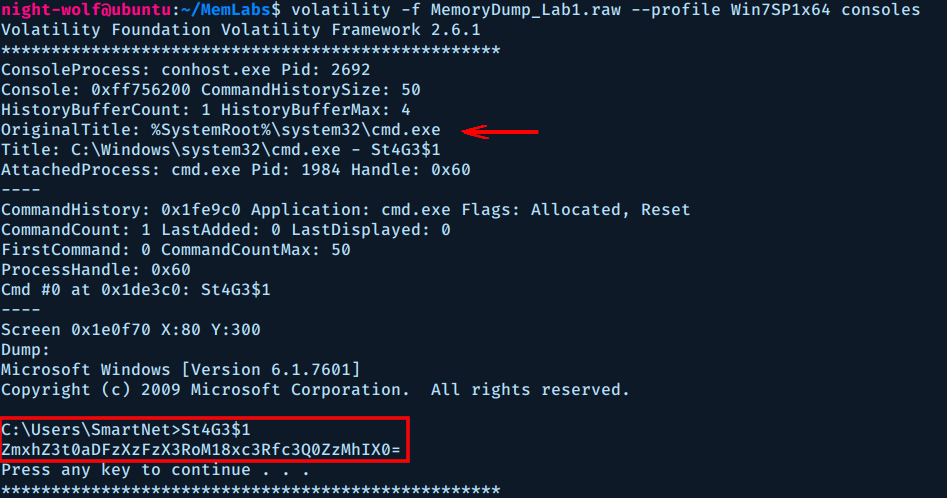 night-wolf@ubuntu:~/MemLabs$ volatility -f MemoryDump_Lab1.raw --profile Win7SP1x64 consoles
Volatility Foundation Volatility Framework 2.6.1
**************************************************
ConsoleProcess: conhost.exe Pid: 2692
Console: 0xff756200 CommandHistorySize: 50
HistoryBufferCount: 1 HistoryBufferMax: 4
OriginalTitle: %SystemRoot%\system32\cmd.exe
Title: C:\Windows\system32\cmd.exe - St4G3$1
AttachedProcess: cmd.exe Pid: 1984 Handle: 0x60
----
CommandHistory: 0x1fe9c0 Application: cmd.exe Flags: Allocated, Reset
CommandCount: 1 LastAdded: 0 LastDisplayed: 0
FirstCommand: 0 CommandCountMax: 50
ProcessHandle: 0x60
Cmd #0 at 0x1de3c0: St4G3$1
----
Screen 0x1e0f70 X:80 Y:300
Dump:
Microsoft Windows [Version 6.1.7601]
Copyright (c) 2009 Microsoft Corporation.  All rights reserved.
C:\Users\SmartNet>St4G3$1
ZmxhZ3t0aDFzXzFzX3RoM18xc3Rfc3Q0ZzMhIX0=
Press any key to continue . . .
**************************************************